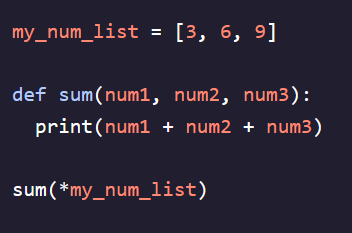 my_num_list = [3, 6, 9]

def sum(num1, num2, num3):
  print(num1 + num2 + num3)

sum(*my_num_list)